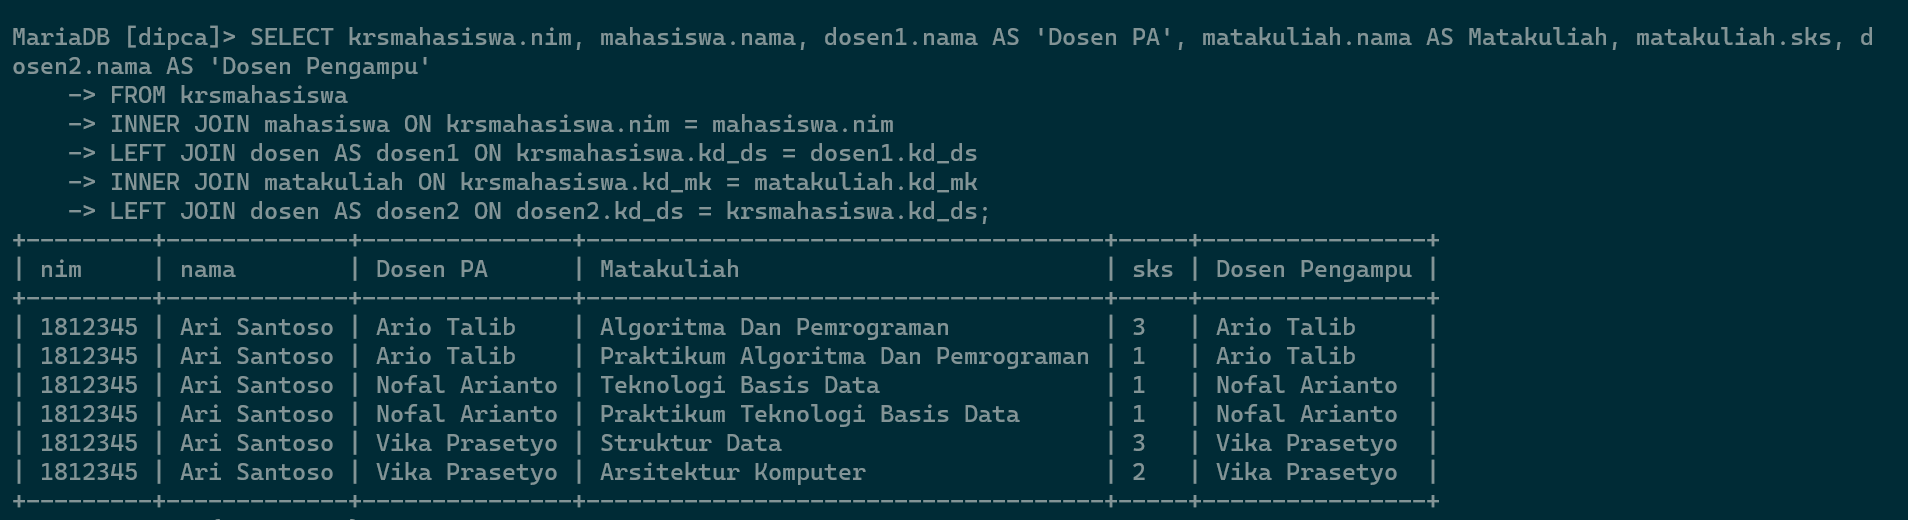 MariaDB [dipca]> SELECT krsmahasiswa.nim, mahasiswa.nama, dosen1.nama AS 'Dosen PA', matakuliah.nama AS Matakuliah, matakuliah.sks, d
osen2.nama AS 'Dosen Pengampu'
    -> FROM krsmahasiswa
    -> INNER JOIN mahasiswa ON krsmahasiswa.nim = mahasiswa.nim
    -> LEFT JOIN dosen AS dosen1 ON krsmahasiswa.kd_ds = dosen1.kd_ds
    -> INNER JOIN matakuliah ON krsmahasiswa.kd_mk = matakuliah.kd_mk
    -> LEFT JOIN dosen AS dosen2 ON dosen2.kd_ds = krsmahasiswa.kd_ds;
+---------+-------------+---------------+-------------------------------------+-----+----------------+
| nim     | nama        | Dosen PA      | Matakuliah                          | sks | Dosen Pengampu |
+---------+-------------+---------------+-------------------------------------+-----+----------------+
| 1812345 | Ari Santoso | Ario Talib    | Algoritma Dan Pemrograman           | 3   | Ario Talib     |
| 1812345 | Ari Santoso | Ario Talib    | Praktikum Algoritma Dan Pemrograman | 1   | Ario Talib     |
| 1812345 | Ari Santoso | Nofal Arianto | Teknologi Basis Data                | 1   | Nofal Arianto  |
| 1812345 | Ari Santoso | Nofal Arianto | Praktikum Teknologi Basis Data      | 1   | Nofal Arianto  |
| 1812345 | Ari Santoso | Vika Prasetyo | Struktur Data                       | 3   | Vika Prasetyo  |
| 1812345 | Ari Santoso | Vika Prasetyo | Arsitektur Komputer                 | 2   | Vika Prasetyo  |
+---------+-------------+---------------+-------------------------------------+-----+----------------+